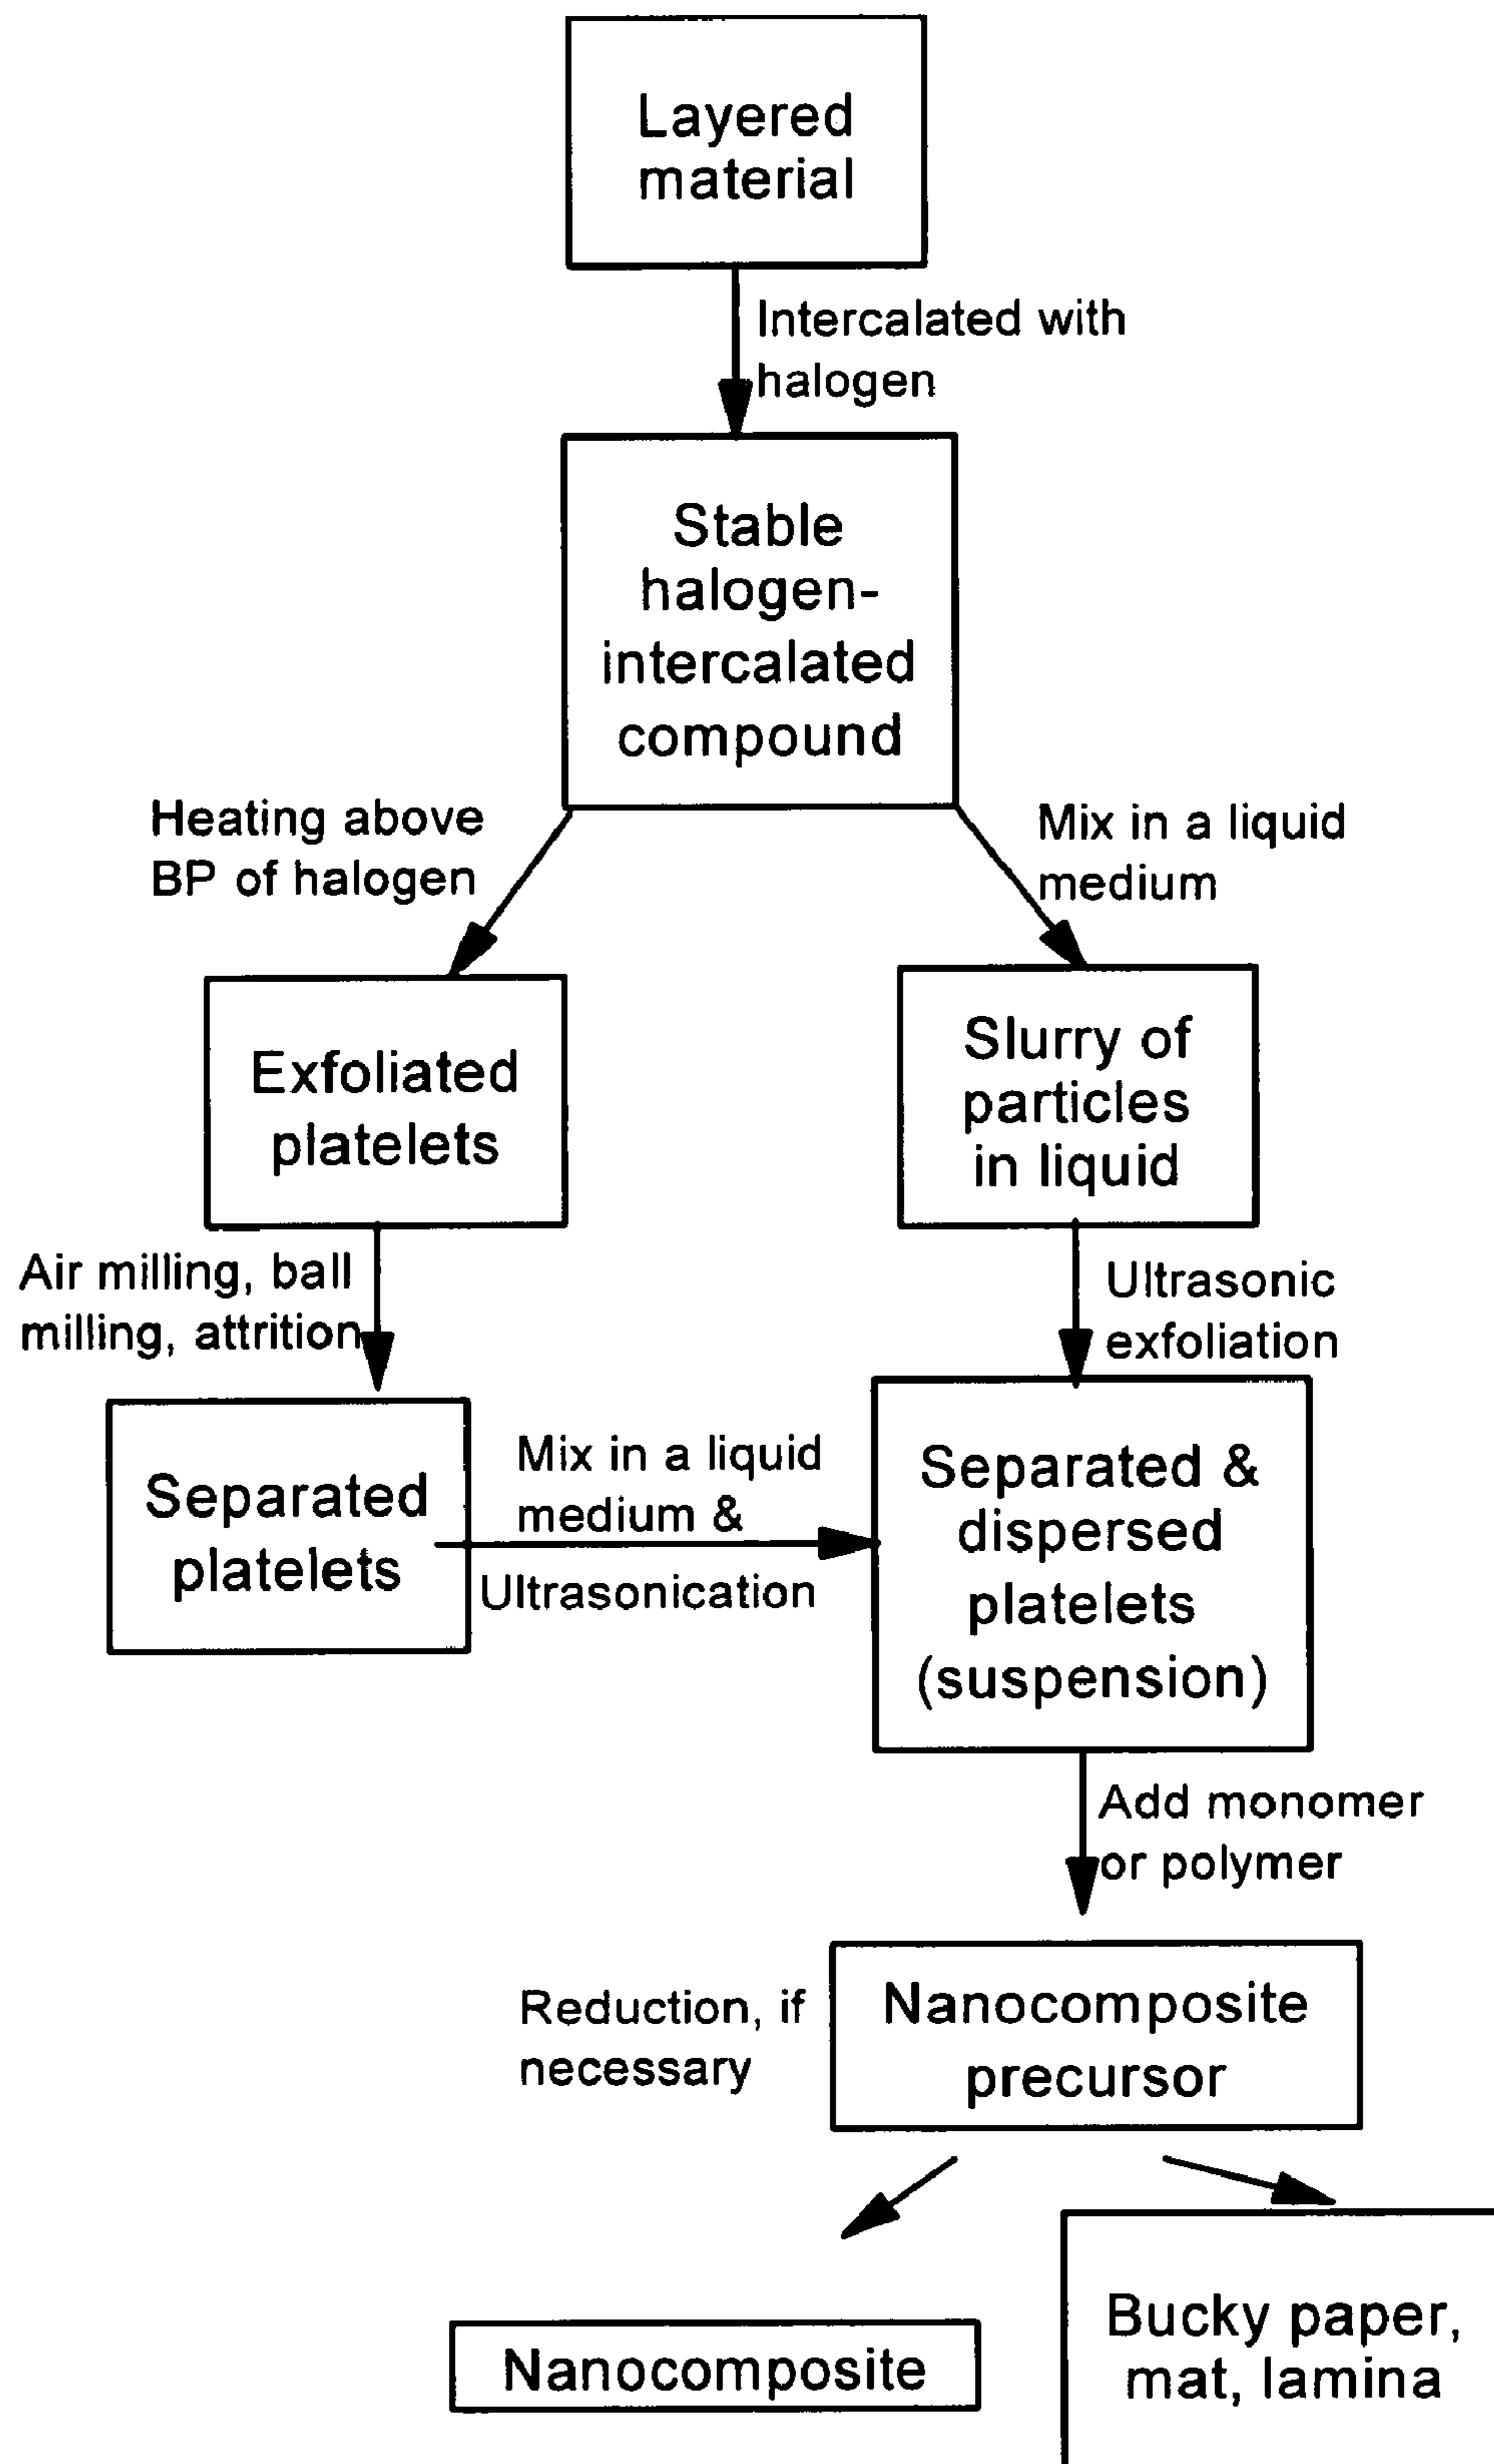 Layered
material
Intercalated with
halogen
Stable
halogen-
intercalated
compound
Heating above
BP of halogen
Mix in a liquid
medium
Exfoliated
platelets
Slurry of
particles
in liquid
Air milling, ball
milling, attrition
Ultrasonic
exfoliation
Separated
platelets
Mix in a liquid
medium &
Ultrasonication
Separated &
dispersed
platelets
(suspension)
Add monomer
or polymer
Reduction, if
necessary
Nanocomposite
precursor
Nanocomposite
Bucky paper,
mat, lamina